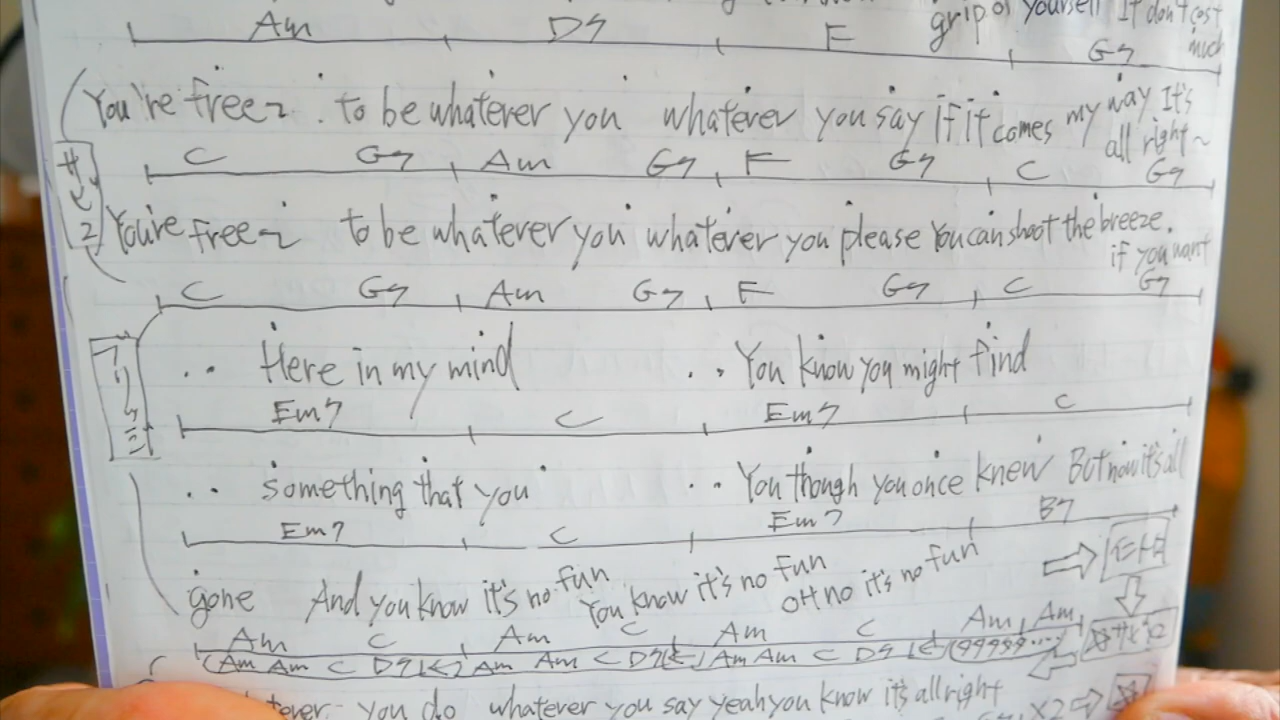 grip of yourself It don't cost
much
Am D7 F G7
You're free~ to be whatever you whatever you say if it comes my way It's
all right~
C G7 Am G7 F G7 C G7
サビ
2
You're free~ to be whatever you whatever you please You can shoot the breeze.
if you want
C G7 Am G7 F G7 C G7
Here in my mind You know you might find
Em7 C Em7 C
something that you You though you once knew But now it's all
Em7 C Em7 B7
gone And you know it's no fun You know it's no fun OH no it's no fun
Am C Am C Am C Am Am
Am Am C D7 Am Am C D7 Am Am C D7 (99999....
you do whatever you say yeah you know it's all right